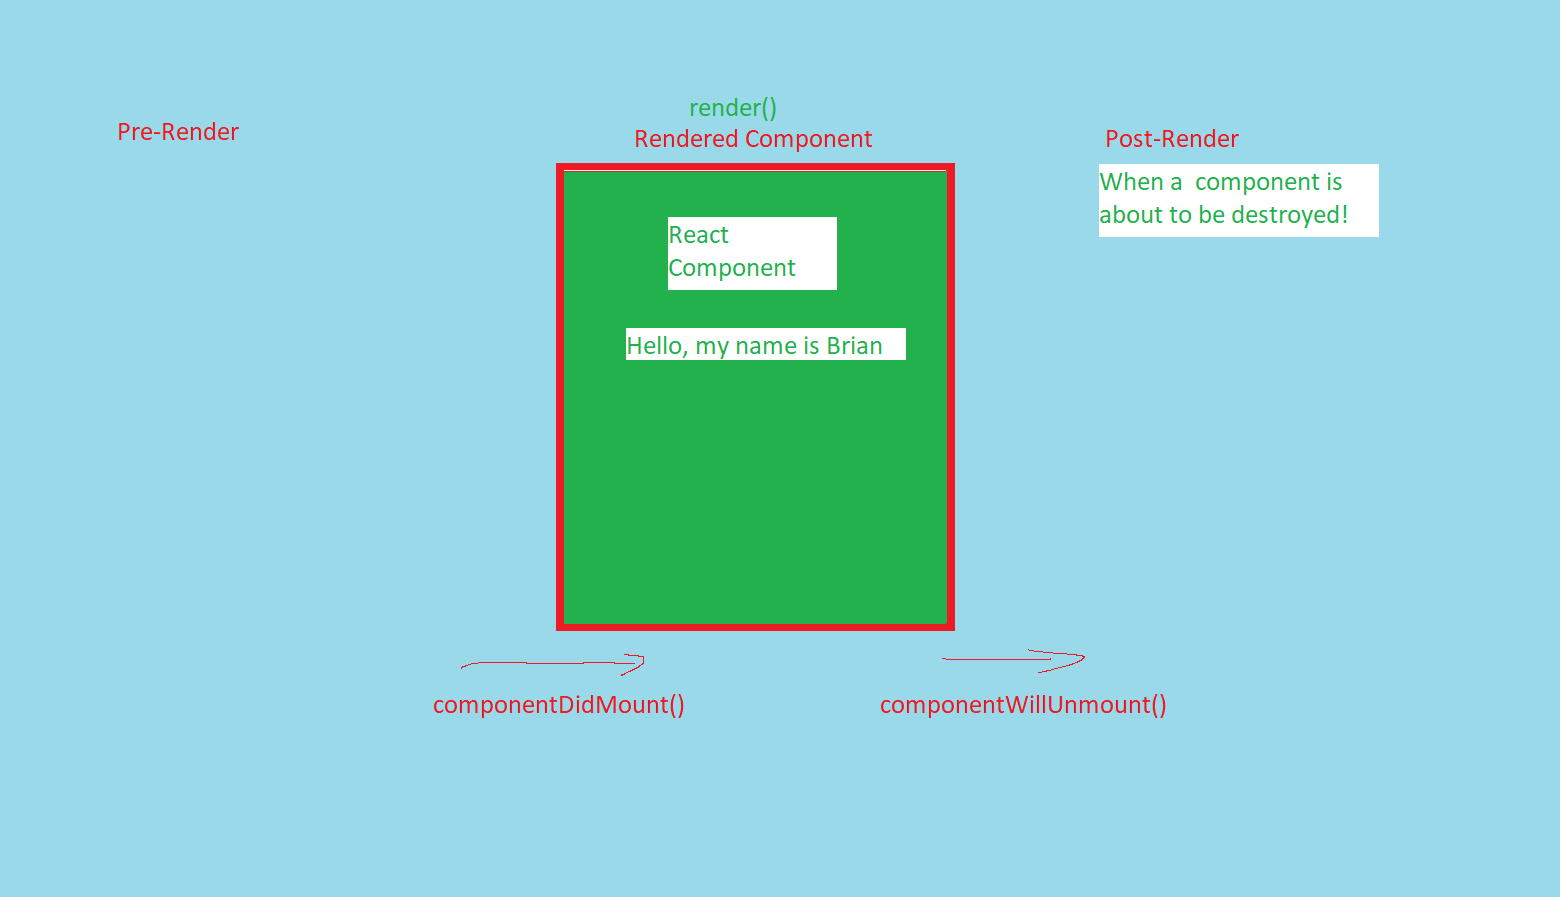 Pre-Render
render()
Rendered Component
React
Component
Hello, my name is Brian
Post-Render
When a  component is
about to be destroyed!
componentDidMount()
componentWillUnmount()